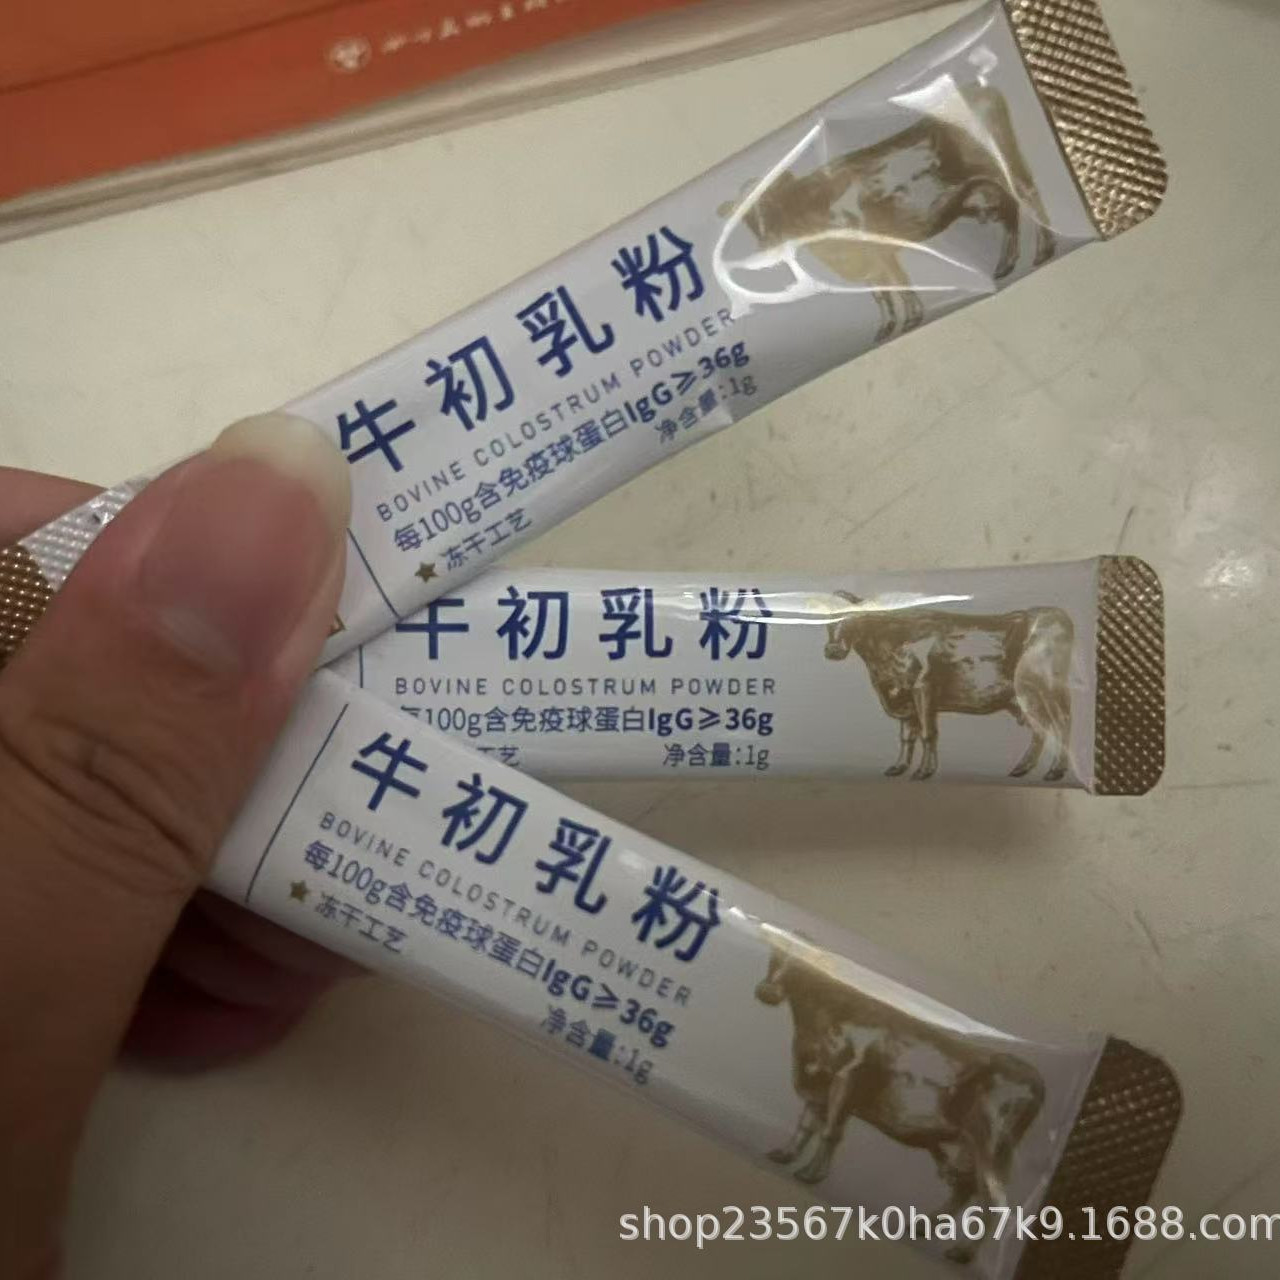 牛初乳粉
BOVINE COLOSTRUM POWDER
每100g含免疫球蛋白IgG≥36g
净含量:1g
冻干工艺
牛初乳粉
BOVINE COLOSTRUM POWDER
每100g含免疫球蛋白IgG≥36g
工艺
净含量:1g
牛初乳粉
BOVINE COLOSTRUM POWDER
每100g含免疫球蛋白IgG≥36g
冻干工艺
净含量:1g
shop23567k0ha67k9.1688.com